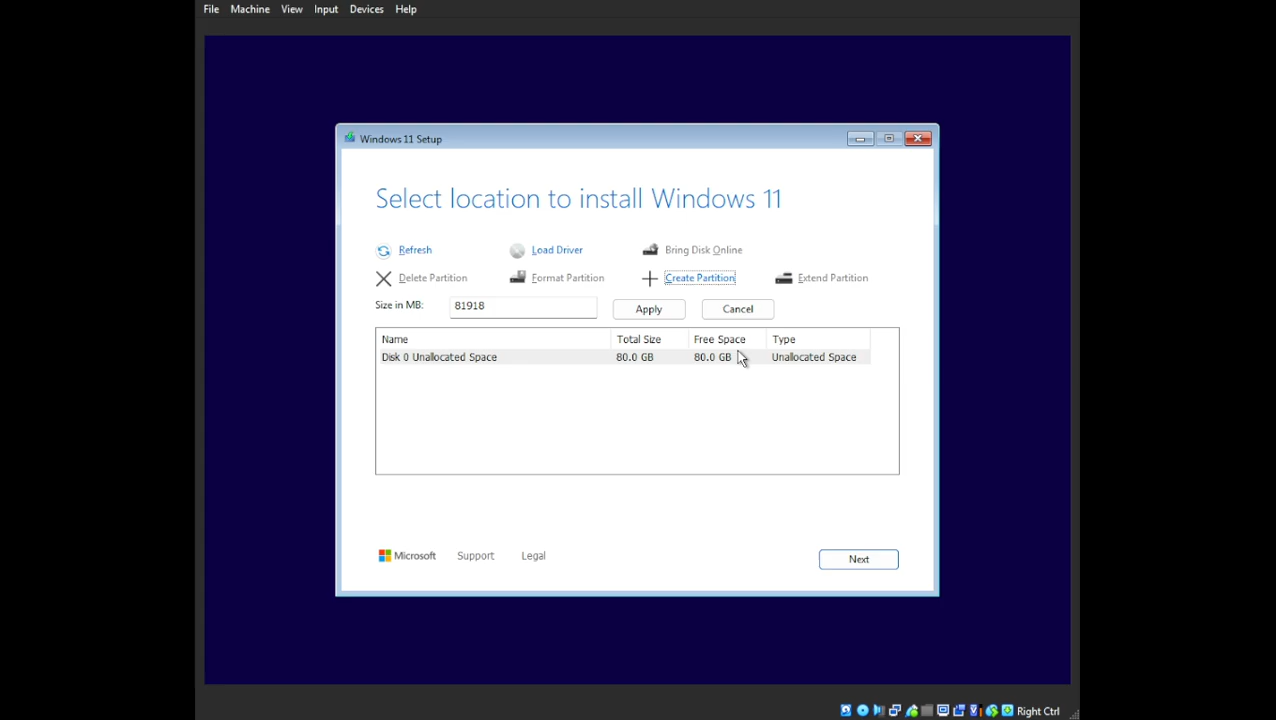 File Machine View Input Devices Help
Windows 11 Setup
Select location to install Windows 11
Refresh Load Driver Bring Disk Online
Delete Partition Format Partition Create Partition Extend Partition
Size in MB: 81918 Apply Cancel
Name Total Size Free Space Type
Disk 0 Unallocated Space 80.0 GB 80.0 GB Unallocated Space
Microsoft Support Legal Next
Right Ctrl